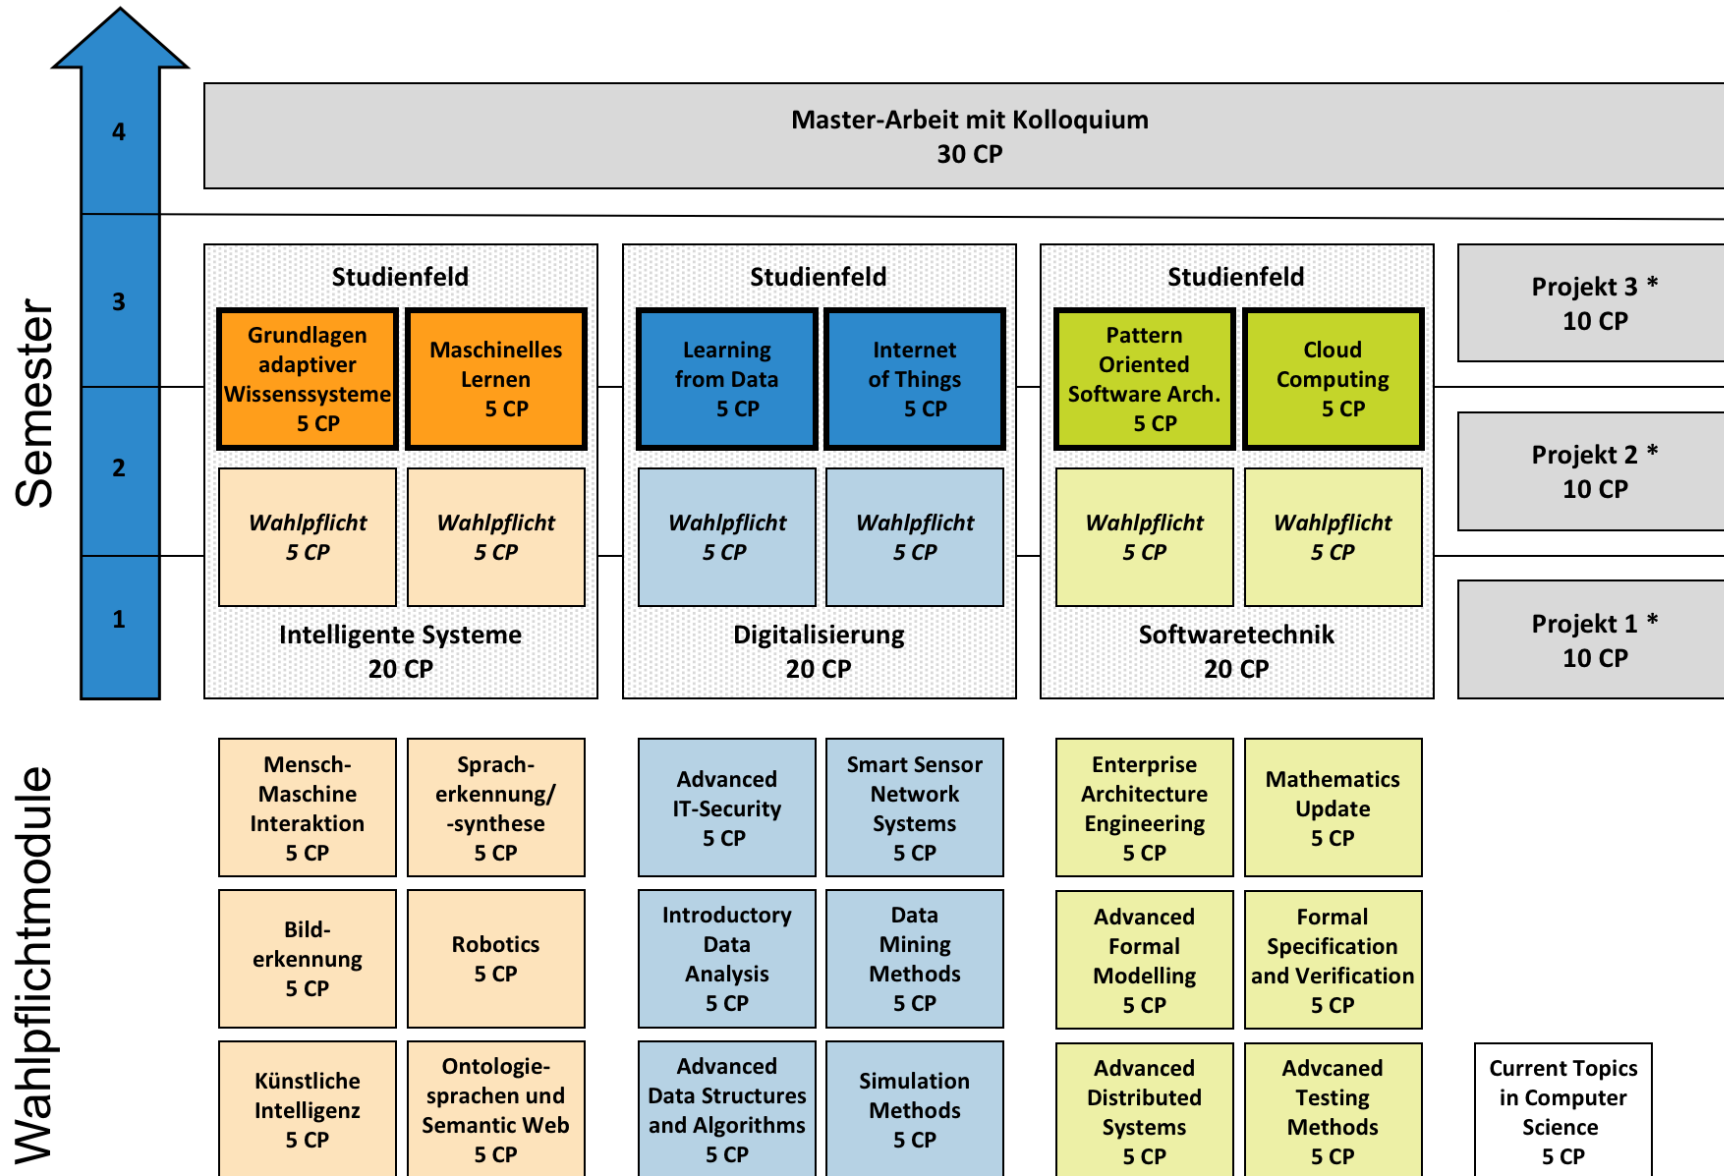 Semester
4
3
2
1
Master-Arbeit mit Kolloquium
30 CP
Studienfeld
Grundlagen
adaptiver
Wissenssysteme
5 CP
Maschinelles
Lernen
5 CP
Wahlpflicht
5 CP
Wahlpflicht
5 CP
Intelligente Systeme
20 CP
Studienfeld
Learning
from Data
5 CP
Internet
of Things
5 CP
Wahlpflicht
5 CP
Wahlpflicht
5 CP
Digitalisierung
20 CP
Studienfeld
Pattern
Oriented
Software Arch.
5 CP
Cloud
Computing
5 CP
Wahlpflicht
5 CP
Wahlpflicht
5 CP
Softwaretechnik
20 CP
Projekt 3 *
10 CP
Projekt 2 *
10 CP
Projekt 1 *
10 CP
Wahlpflichtmodule
Mensch-
Maschine
Interaktion
5 CP
Sprach-
erkennung/
-synthese
5 CP
Advanced
IT-Security
5 CP
Smart Sensor
Network
Systems
5 CP
Enterprise
Architecture
Engineering
5 CP
Mathematics
Update
5 CP
Bild-
erkennung
5 CP
Robotics
5 CP
Introductory
Data
Analysis
5 CP
Data
Mining
Methods
5 CP
Advanced
Formal
Modelling
5 CP
Formal
Specification
and Verification
5 CP
Künstliche
Intelligenz
5 CP
Ontologie-
sprachen und
Semantic Web
5 CP
Advanced
Data Structures
and Algorithms
5 CP
Simulation
Methods
5 CP
Advanced
Distributed
Systems
5 CP
Advcaned
Testing
Methods
5 CP
Current Topics
in Computer
Science
5 CP